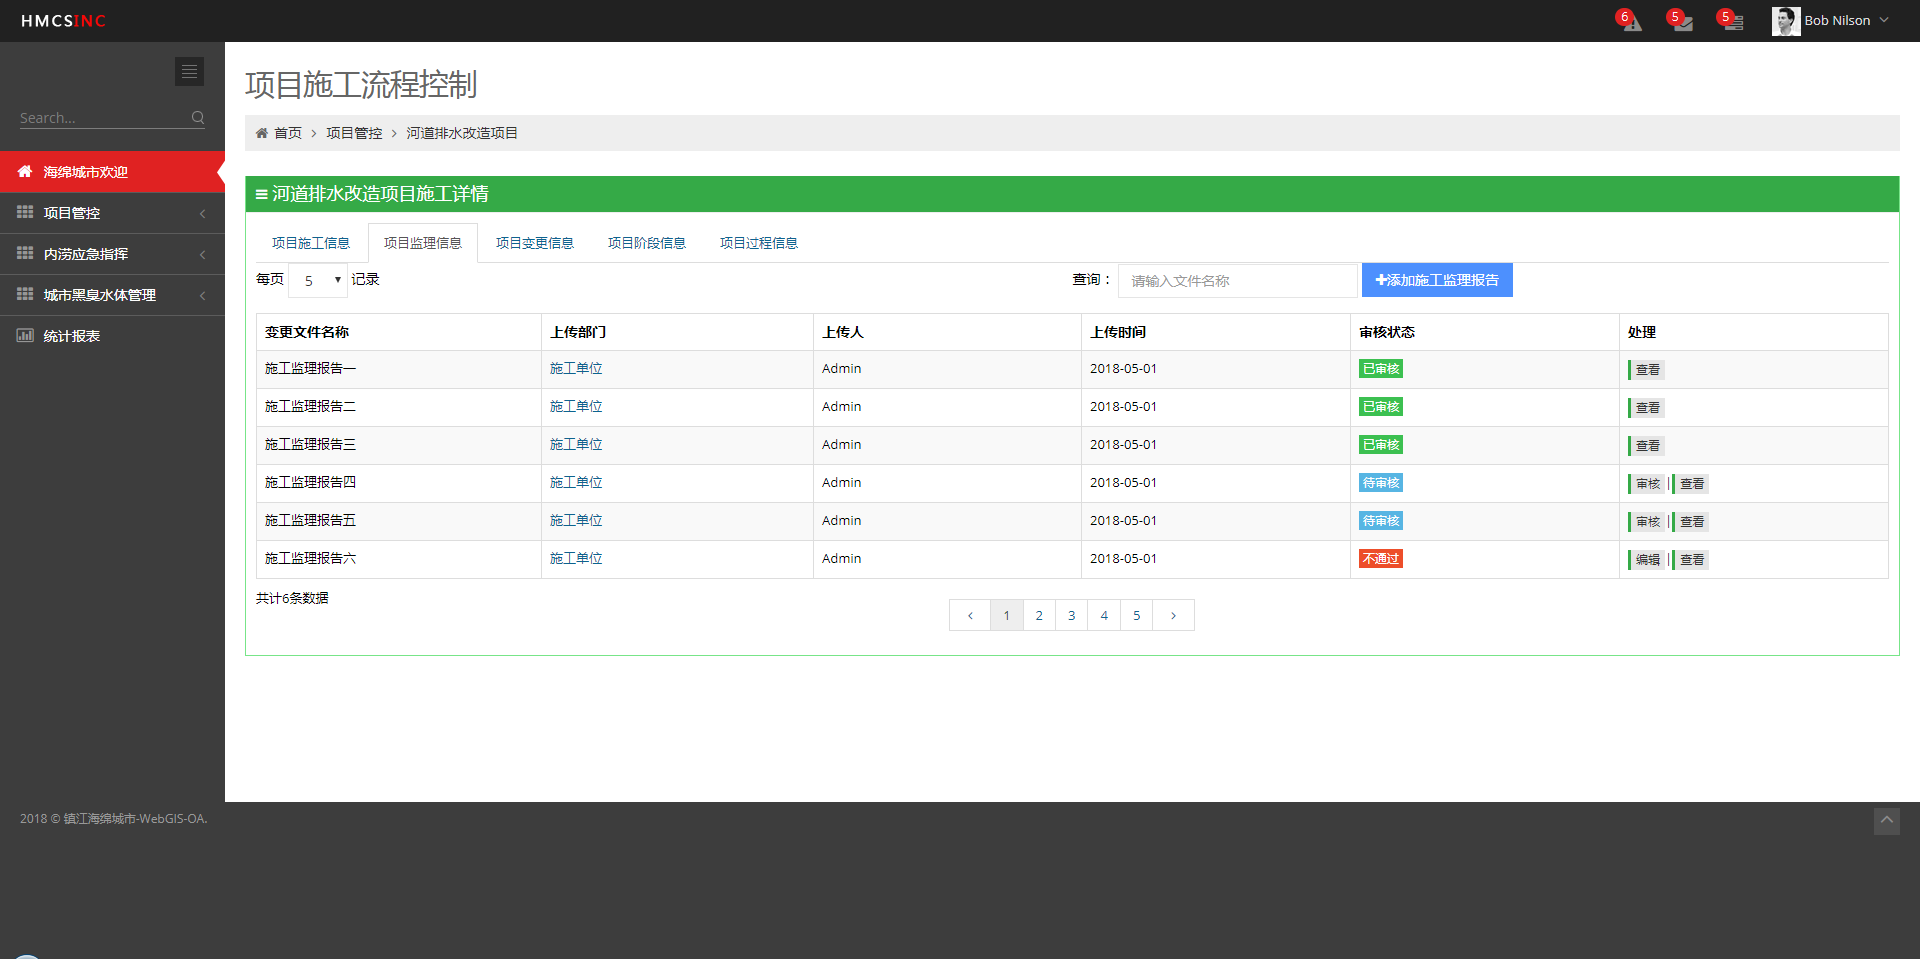 HMCSINC
6
5
5
Bob Nilson
Search...
海绵城市欢迎
项目管控
内涝应急指挥
城市黑臭水体管理
统计报表
项目施工流程控制
首页 > 项目管控 > 河道排水改造项目
河道排水改造项目施工详情
项目施工信息 项目监理信息 项目变更信息 项目阶段信息 项目过程信息
每页 5 记录 查询： 请输入文件名称 添加施工监理报告
变更文件名称 上传部门 上传人 上传时间 审核状态 处理
施工监理报告一 施工单位 Admin 2018-05-01 已审核 查看
施工监理报告二 施工单位 Admin 2018-05-01 已审核 查看
施工监理报告三 施工单位 Admin 2018-05-01 已审核 查看
施工监理报告四 施工单位 Admin 2018-05-01 待审核 审核 | 查看
施工监理报告五 施工单位 Admin 2018-05-01 待审核 审核 | 查看
施工监理报告六 施工单位 Admin 2018-05-01 不通过 编辑 | 查看
共计6条数据
‹ 1 2 3 4 5 ›
2018 © 镇江海绵城市-WebGIS-OA.